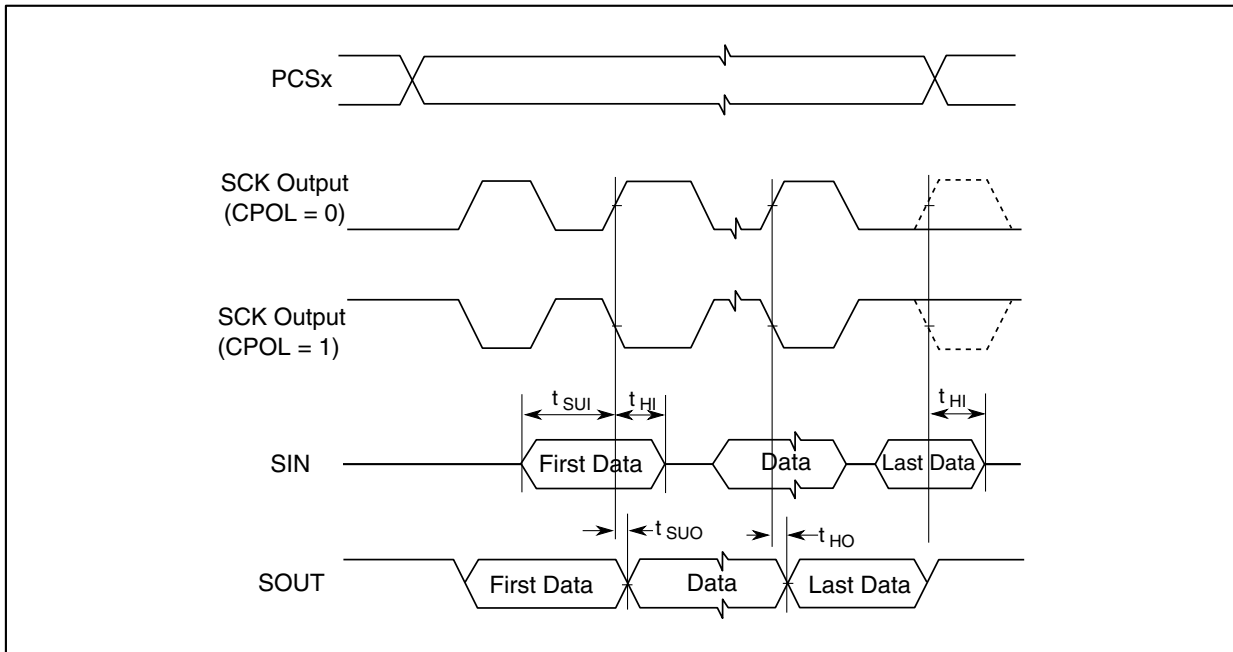 PCSx
SCK Output
(CPOL = 0)
SCK Output
(CPOL = 1)
t SUI
t HI
t HI
SIN
First Data
Data
Last Data
t SUO
t HO
SOUT
First Data
Data
Last Data